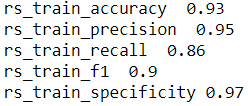 rs_train_accuracy  0.93
rs_train_precision  0.95
rs_train_recall  0.86
rs_train_f1  0.9
rs_train_specificity 0.97